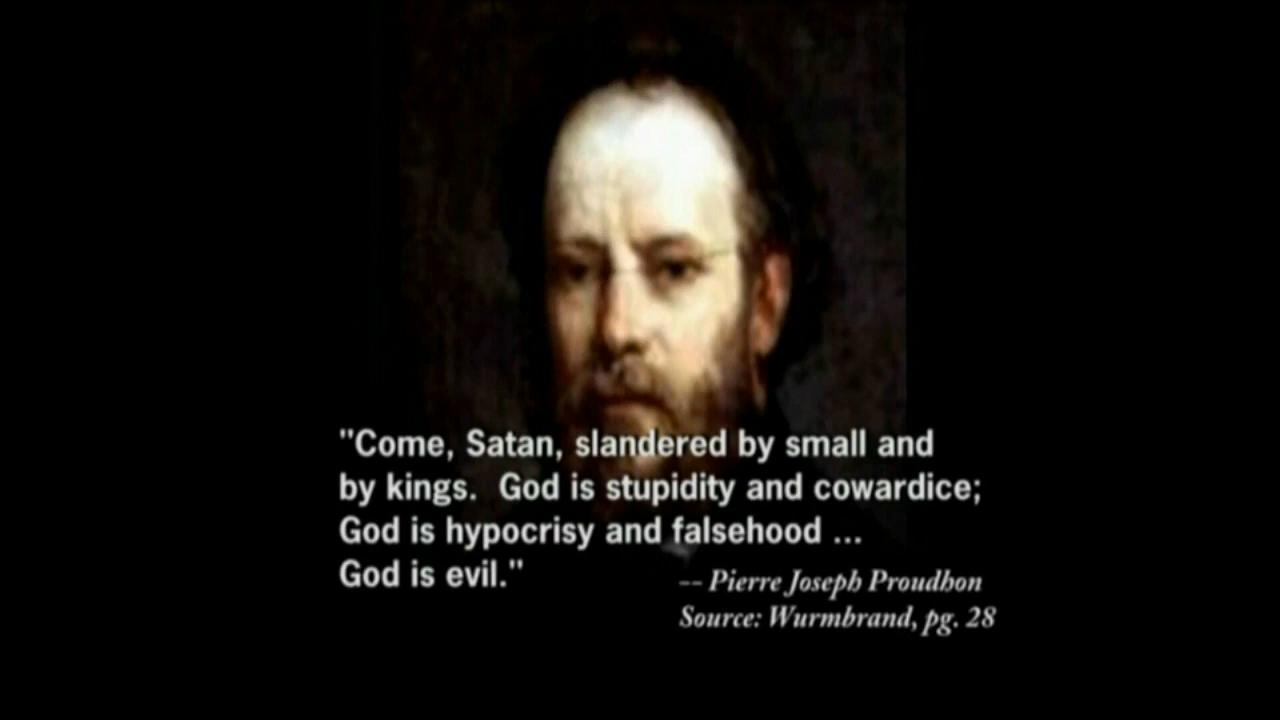 "Come, Satan, slandered by small and
by kings.  God is stupidity and cowardice;
God is hypocrisy and falsehood ...
God is evil."
-- Pierre Joseph Proudhon
Source: Wurmbrand, pg. 28